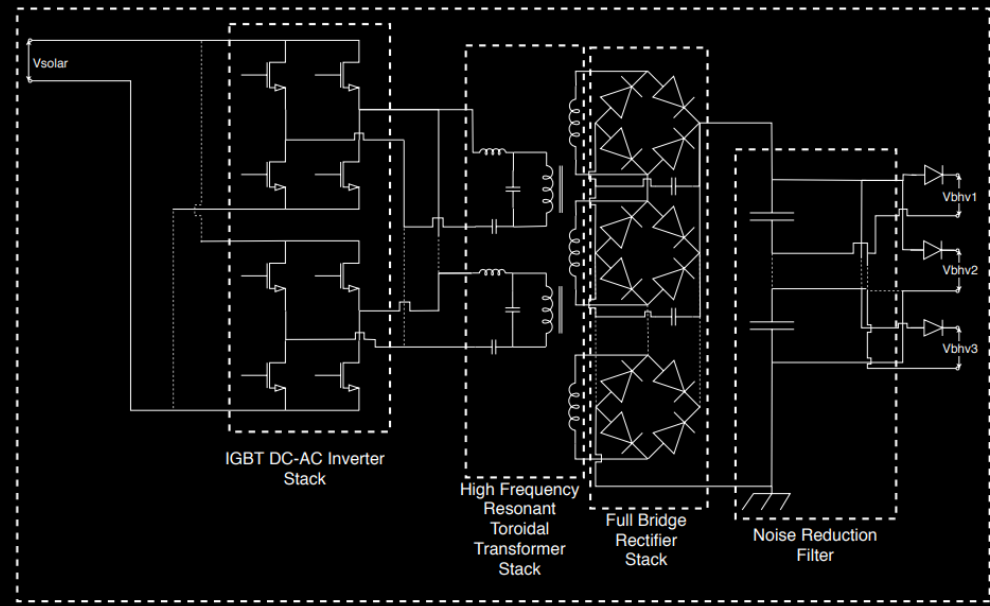 Vsolar
IGBT DC-AC Inverter
Stack
High Frequency
Resonant
Toroidal
Transformer
Stack
Full Bridge
Rectifier
Stack
Noise Reduction
Filter
Vbhv1
Vbhv2
Vbhv3